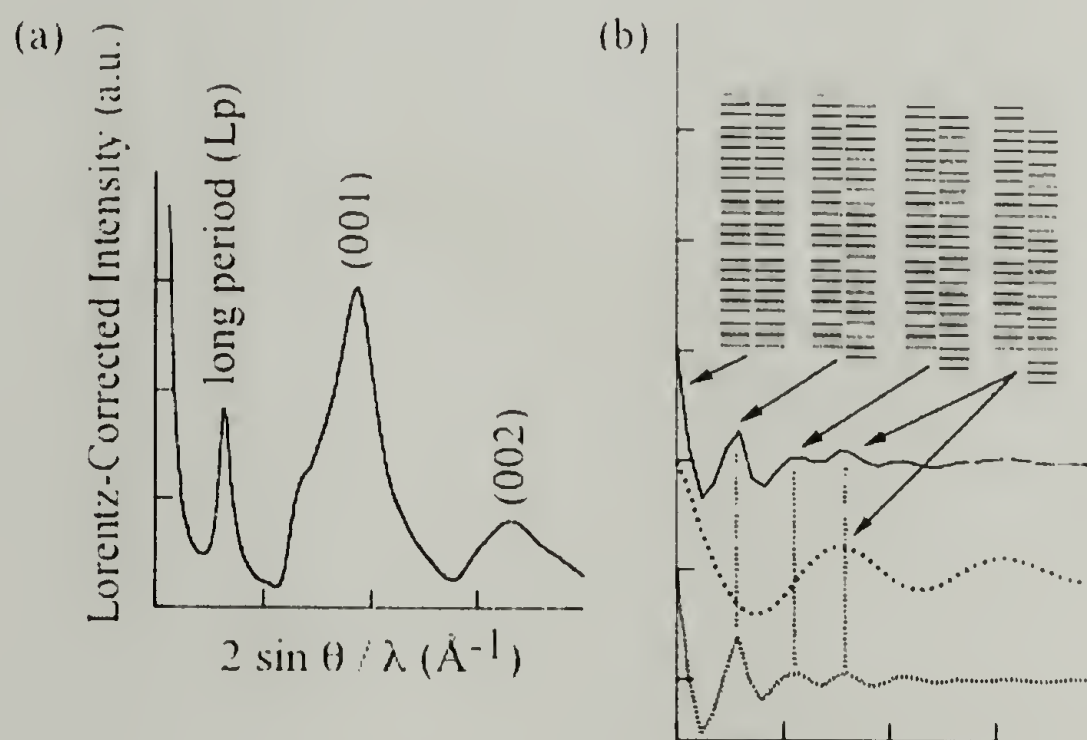 (a)
Lorentz-Corrected Intensity (a.u.)
long period (Lp)
(001)
(002)
2 sin θ / λ (Å⁻¹)
(b)